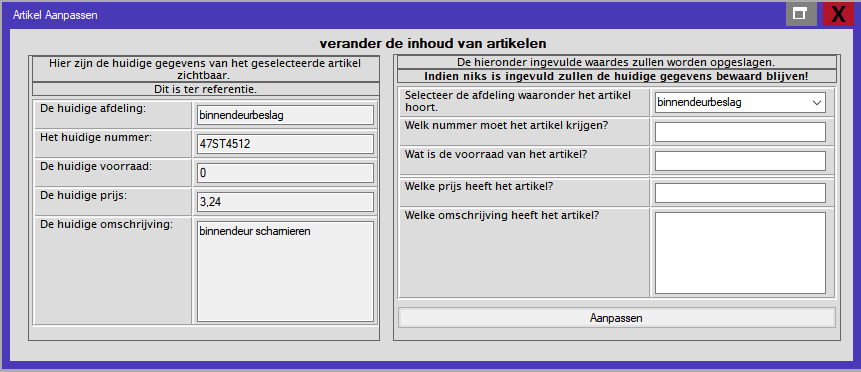 Artikel Aanpassen
X
verander de inhoud van artikelen
Hier zijn de huidige gegevens van het geselecteerde artikel
zichtbaar.
Dit is ter referentie.
De huidige afdeling:
binnendeurbeslag
Het huidige nummer:
47ST4512
De huidige voorraad:
0
De huidige prijs:
3,24
De huidige omschrijving:
binnendeur scharnieren
De hieronder ingevulde waardes zullen worden opgeslagen.
Indien niks is ingevuld zullen de huidige gegevens bewaard blijven!
Selecteer de afdeling waaronder het artikel
hoort.
binnendeurbeslag
Welk nummer moet het artikel krijgen?
Wat is de voorraad van het artikel?
Welke prijs heeft het artikel?
Welke omschrijving heeft het artikel?
Aanpassen